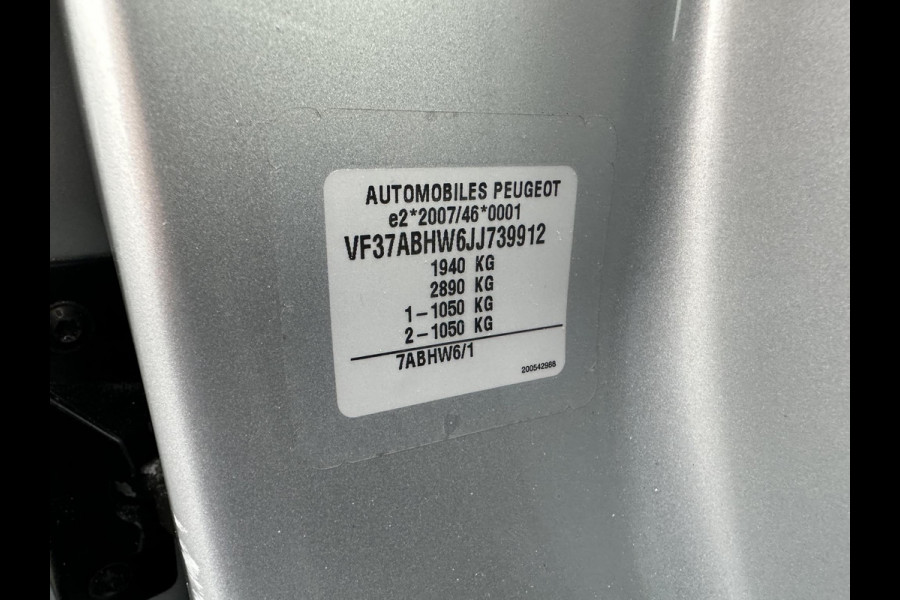 AUTOMOBILES PEUGEOT
e2*2007/46*0001
VF37ABHW6JJ739912
1940 KG
2890 KG
1-1050 KG
2-1050 KG
7ABHW6/1
200542986